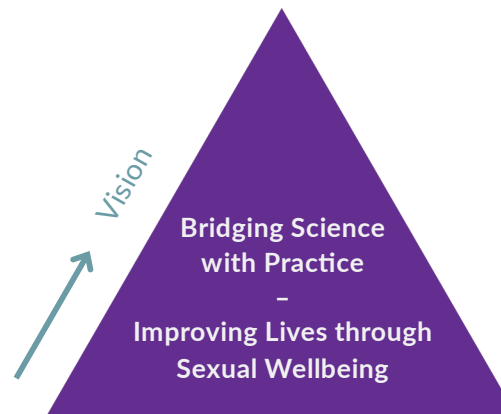 Vision
Bridging Science
with Practice
–
Improving Lives through
Sexual Wellbeing